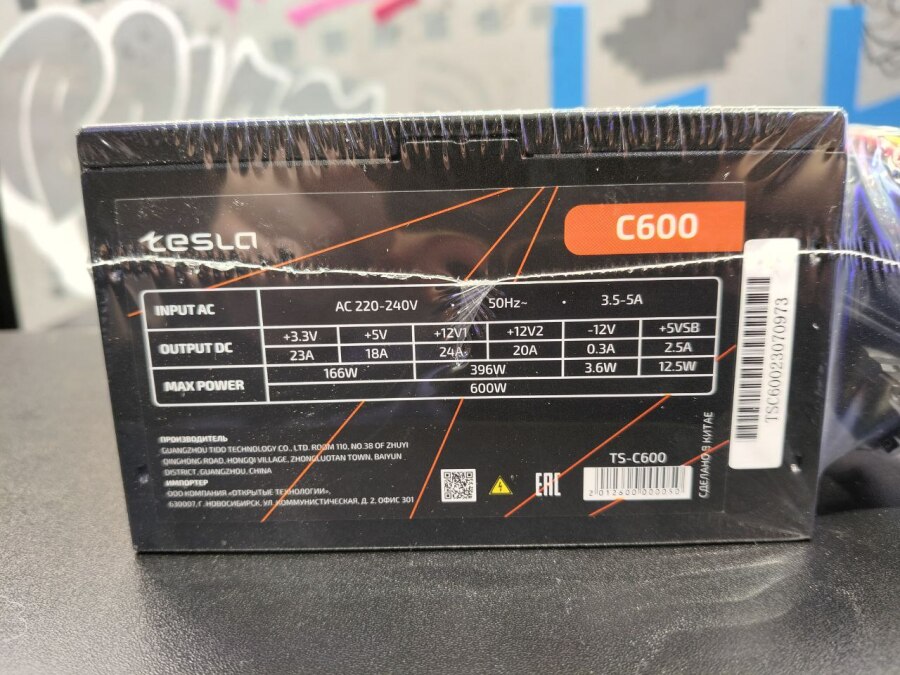 tesla
C600
INPUT AC AC 220-240V • 50Hz~ • 3.5-5A
OUTPUT DC +3.3V +5V +12V1 +12V2 -12V +5VSB
23A 18A 24A 20A 0.3A 2.5A
MAX POWER 166W 396W 3.6W 12.5W
600W
TSC60023070973
ПРОИЗВОДИТЕЛЬ
GUANGZHOU TIDO TECHNOLOGY CO., LTD. ROOM 110, NO.38 OF ZHUYI
QINGHONG ROAD, HONGQI VILLAGE, ZHONGLUOTAN TOWN, BAIYUN
DISTRICT, GUANGZHOU, CHINA
ИМПОРТЕР
ООО КОМПАНИЯ «ОТКРЫТЫЕ ТЕХНОЛОГИИ»,
630007, Г. НОВОСИБИРСК, УЛ. КОММУНИСТИЧЕСКАЯ, Д. 2, ОФИС 301
EAC
TS-C600
2012600000050
СДЕЛАНО В КИТАЕ